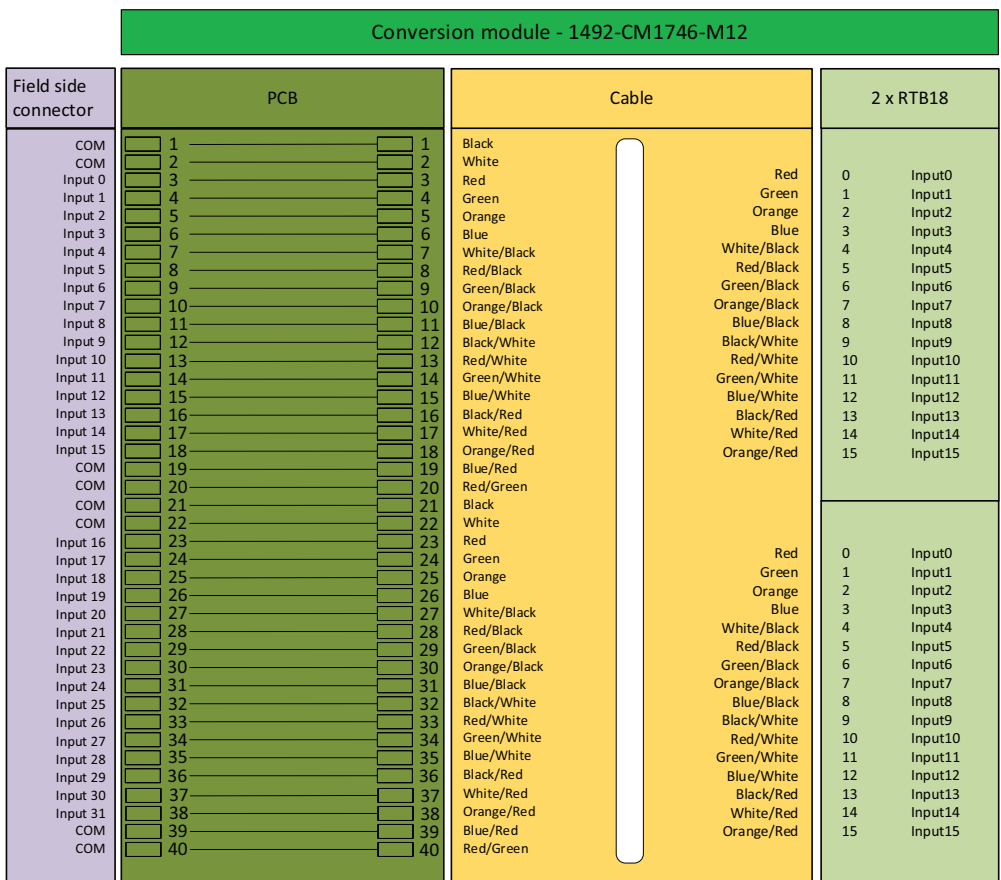 Conversion module - 1492-CM1746-M12
Field side connector PCB Cable 2 x RTB18
COM 1 1 Black
COM 2 2 White
Input 0 3 3 Red Red 0 Input0
Input 1 4 4 Green Green 1 Input1
Input 2 5 5 Orange Orange 2 Input2
Input 3 6 6 Blue Blue 3 Input3
Input 4 7 7 White/Black White/Black 4 Input4
Input 5 8 8 Red/Black Red/Black 5 Input5
Input 6 9 9 Green/Black Green/Black 6 Input6
Input 7 10 10 Orange/Black Orange/Black 7 Input7
Input 8 11 11 Blue/Black Blue/Black 8 Input8
Input 9 12 12 Black/White Black/White 9 Input9
Input 10 13 13 Red/White Red/White 10 Input10
Input 11 14 14 Green/White Green/White 11 Input11
Input 12 15 15 Blue/White Blue/White 12 Input12
Input 13 16 16 Black/Red Black/Red 13 Input13
Input 14 17 17 White/Red White/Red 14 Input14
Input 15 18 18 Orange/Red Orange/Red 15 Input15
COM 19 19 Blue/Red
COM 20 20 Red/Green
COM 21 21 Black
COM 22 22 White
Input 16 23 23 Red Red 0 Input0
Input 17 24 24 Green Green 1 Input1
Input 18 25 25 Orange Orange 2 Input2
Input 19 26 26 Blue Blue 3 Input3
Input 20 27 27 White/Black White/Black 4 Input4
Input 21 28 28 Red/Black Red/Black 5 Input5
Input 22 29 29 Green/Black Green/Black 6 Input6
Input 23 30 30 Orange/Black Orange/Black 7 Input7
Input 24 31 31 Blue/Black Blue/Black 8 Input8
Input 25 32 32 Black/White Black/White 9 Input9
Input 26 33 33 Red/White Red/White 10 Input10
Input 27 34 34 Green/White Green/White 11 Input11
Input 28 35 35 Blue/White Blue/White 12 Input12
Input 29 36 36 Black/Red Black/Red 13 Input13
Input 30 37 37 White/Red White/Red 14 Input14
Input 31 38 38 Orange/Red Orange/Red 15 Input15
COM 39 39 Blue/Red
COM 40 40 Red/Green